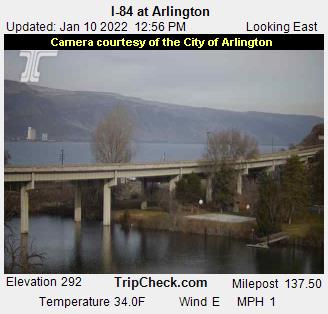 I-84 at Arlington
Updated: Jan 10 2022 12:56 PM Looking East
Camera courtesy of the City of Arlington
Elevation 292 TripCheck.com Milepost 137.50
Temperature 34.0F Wind E MPH 1